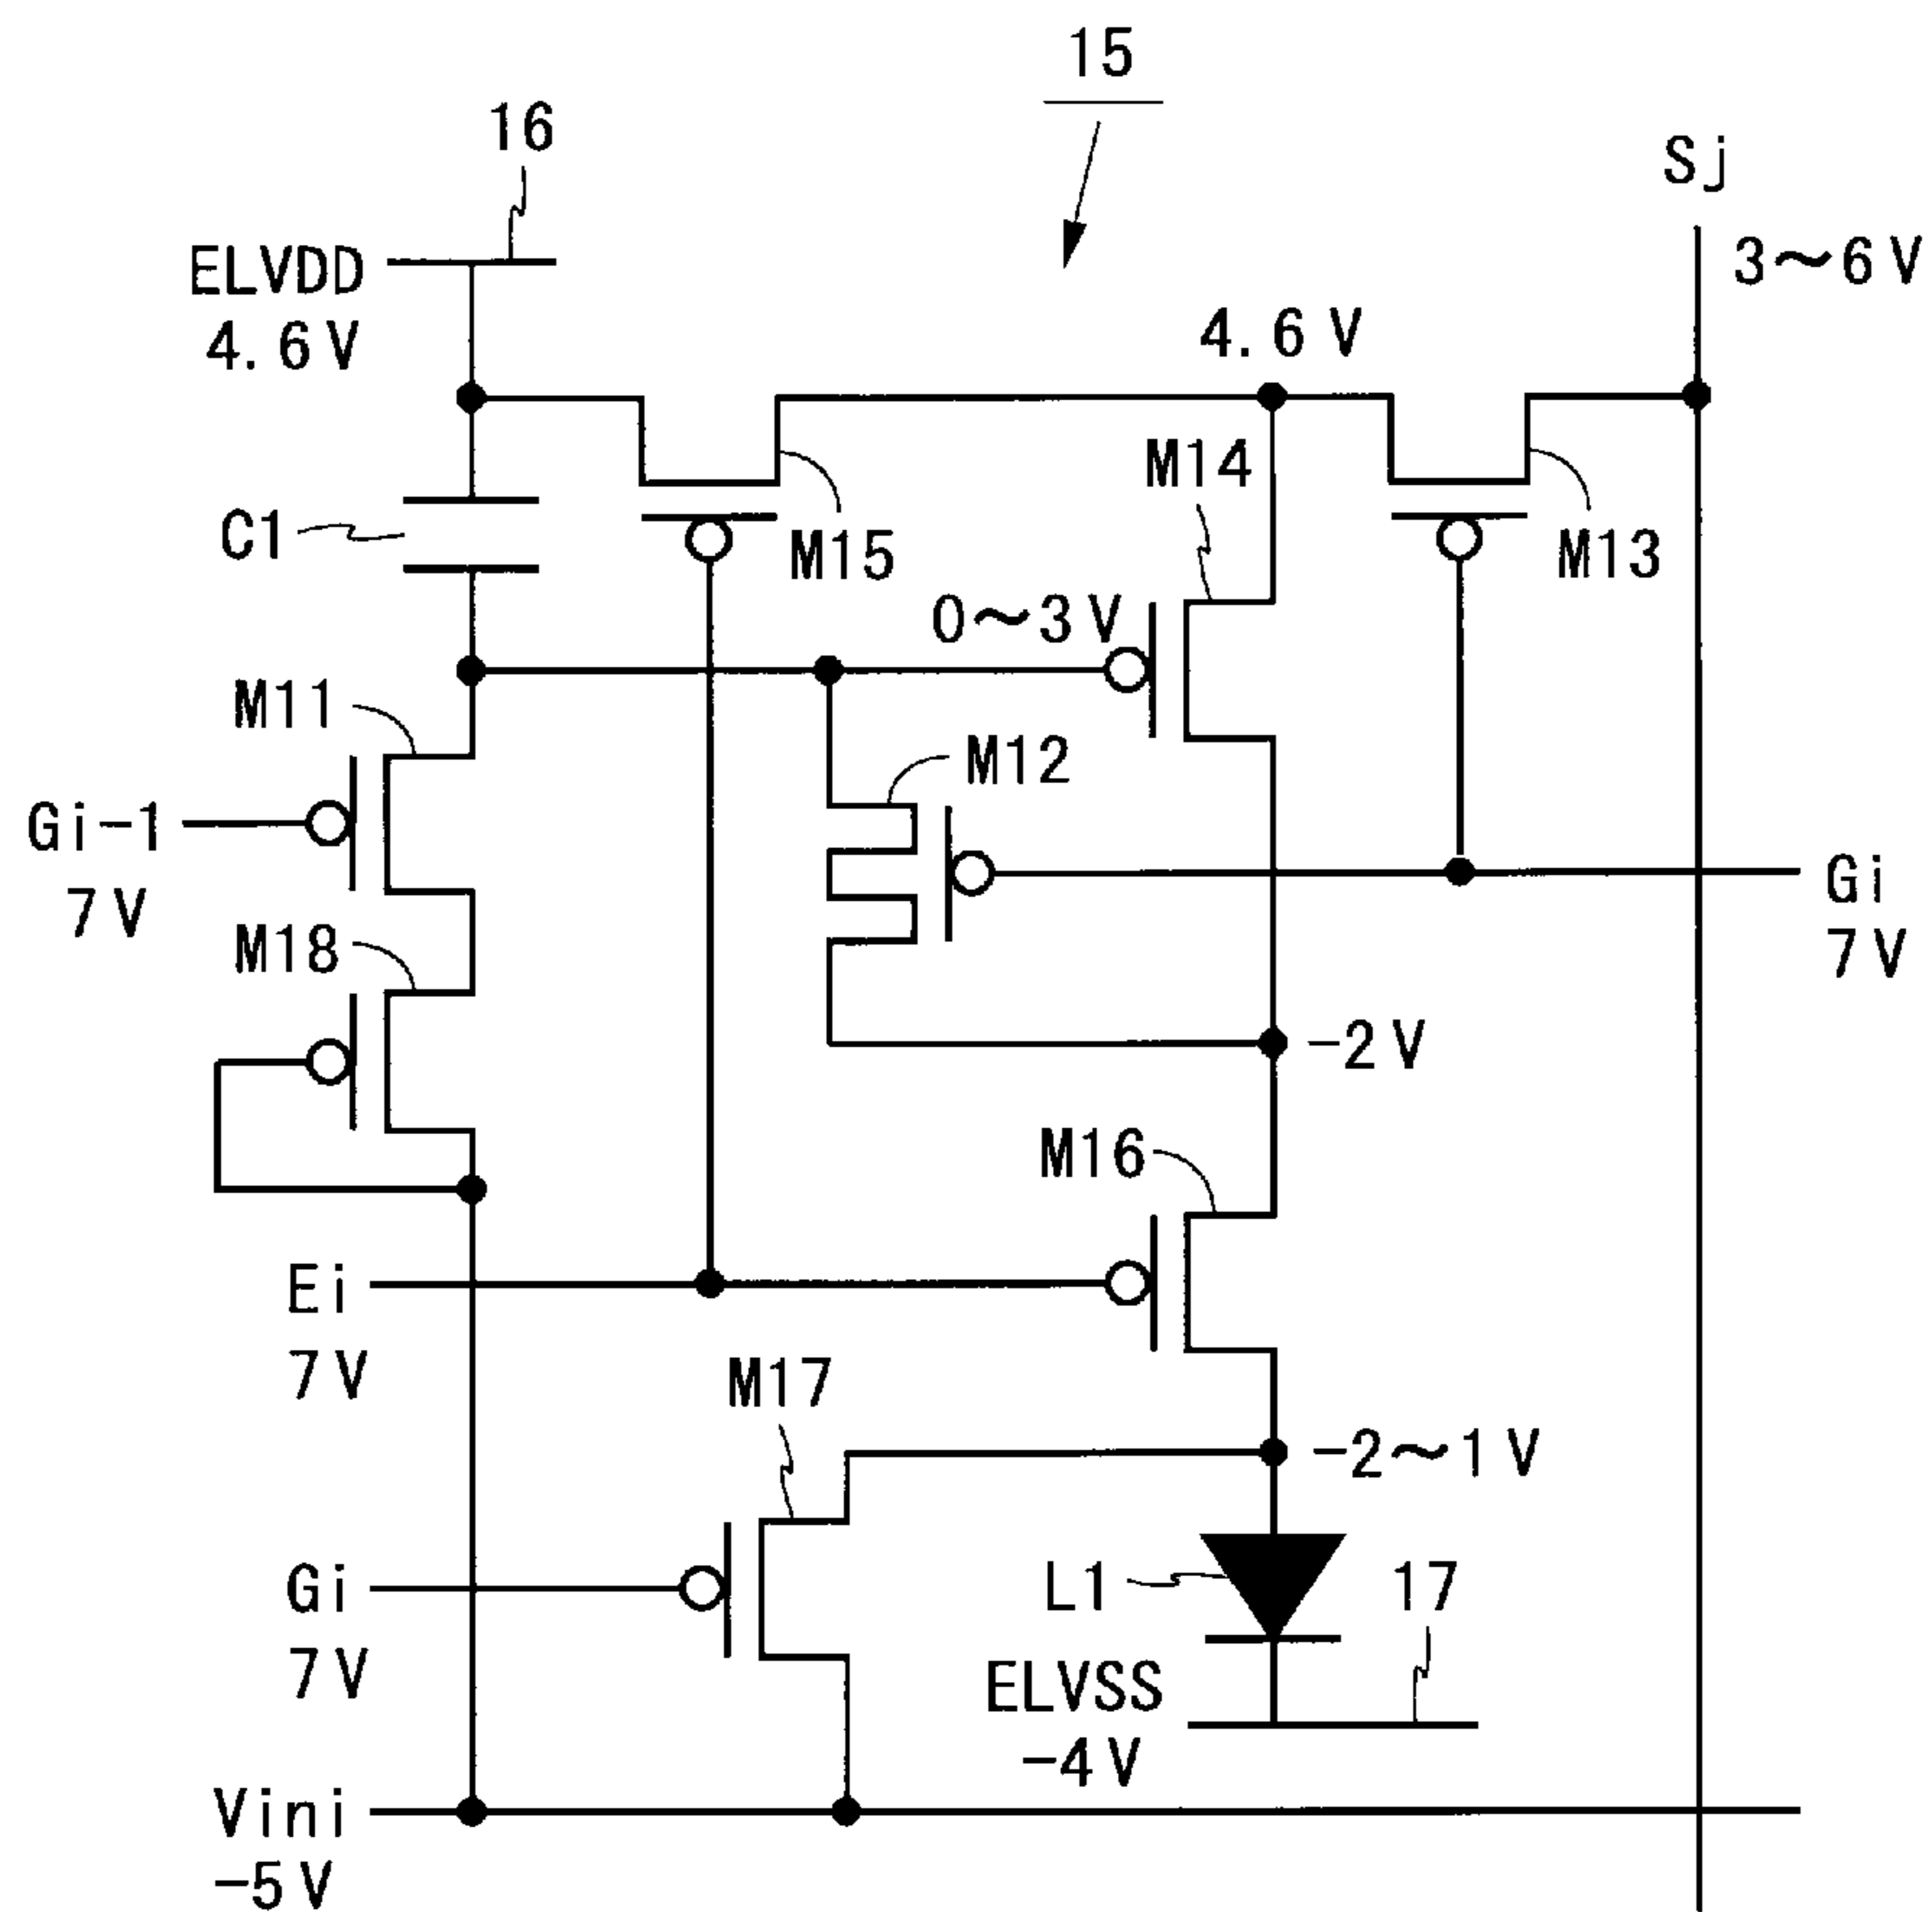 15
16
Sj
3~6V
ELVDD
4.6V
4.6V
M14
C1
M15
M13
0~3V
M11
M12
Gi-1
7V
Gi
7V
M18
-2V
M16
Ei
7V
M17
-2~1V
Gi
7V
L1
17
ELVSS
-4V
Vini
-5V